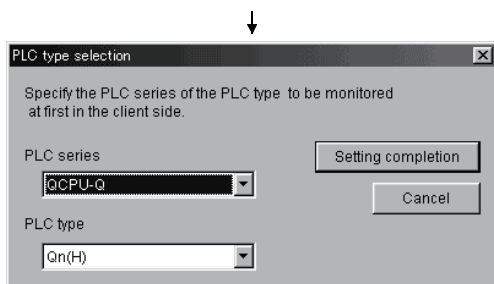 PLC type selection
Specify the PLC series of the PLC type to be monitored
at first in the client side.
PLC series
Setting completion
QCPU-Q
Cancel
PLC type
Qn(H)